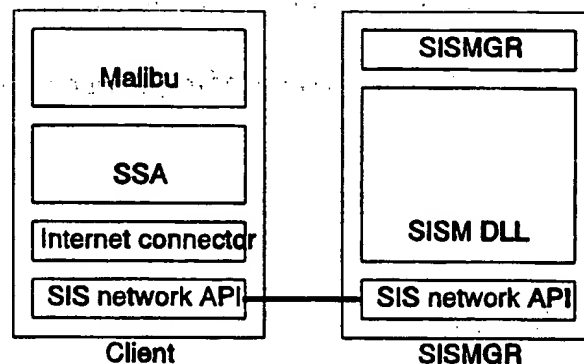 Malibu
SSA
Internet connector
SIS network API
Client
SISMGR
SISM DLL
SIS network API
SISMGR